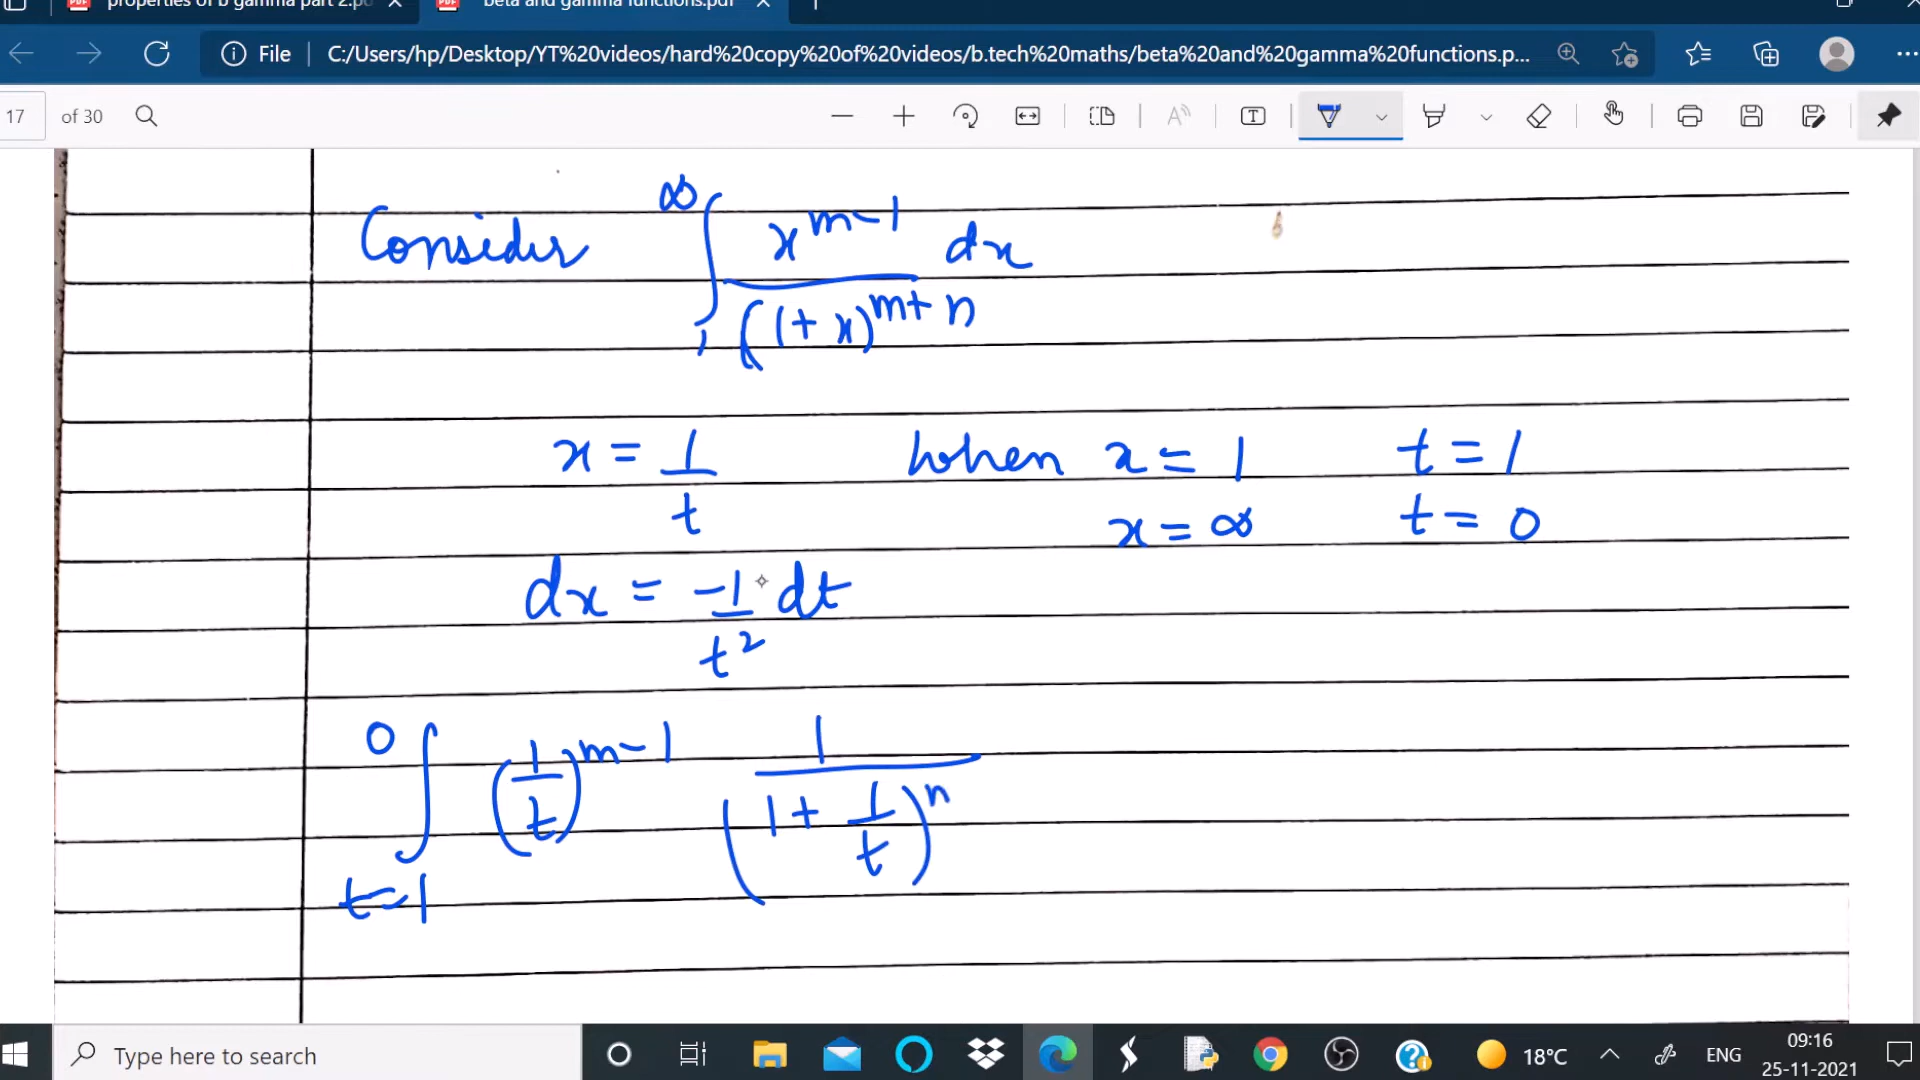 properties of b gamma part 2.pd
beta and gamma functions.pdf
File C:/Users/hp/Desktop/YT%20videos/hard%20copy%20of%20videos/b.tech%20maths/beta%20and%20gamma%20functions.p...
17 of 30
Consider ∞∫1 x^(m-1)/(1+x)^(m+n) dx
x = 1/t when x = 1 t = 1
x = ∞ t = 0
dx = -1/t² dt
0∫t=1 (1/t)^(m-1) 1/(1+1/t)^n
Type here to search
18°C ENG 09:16
25-11-2021